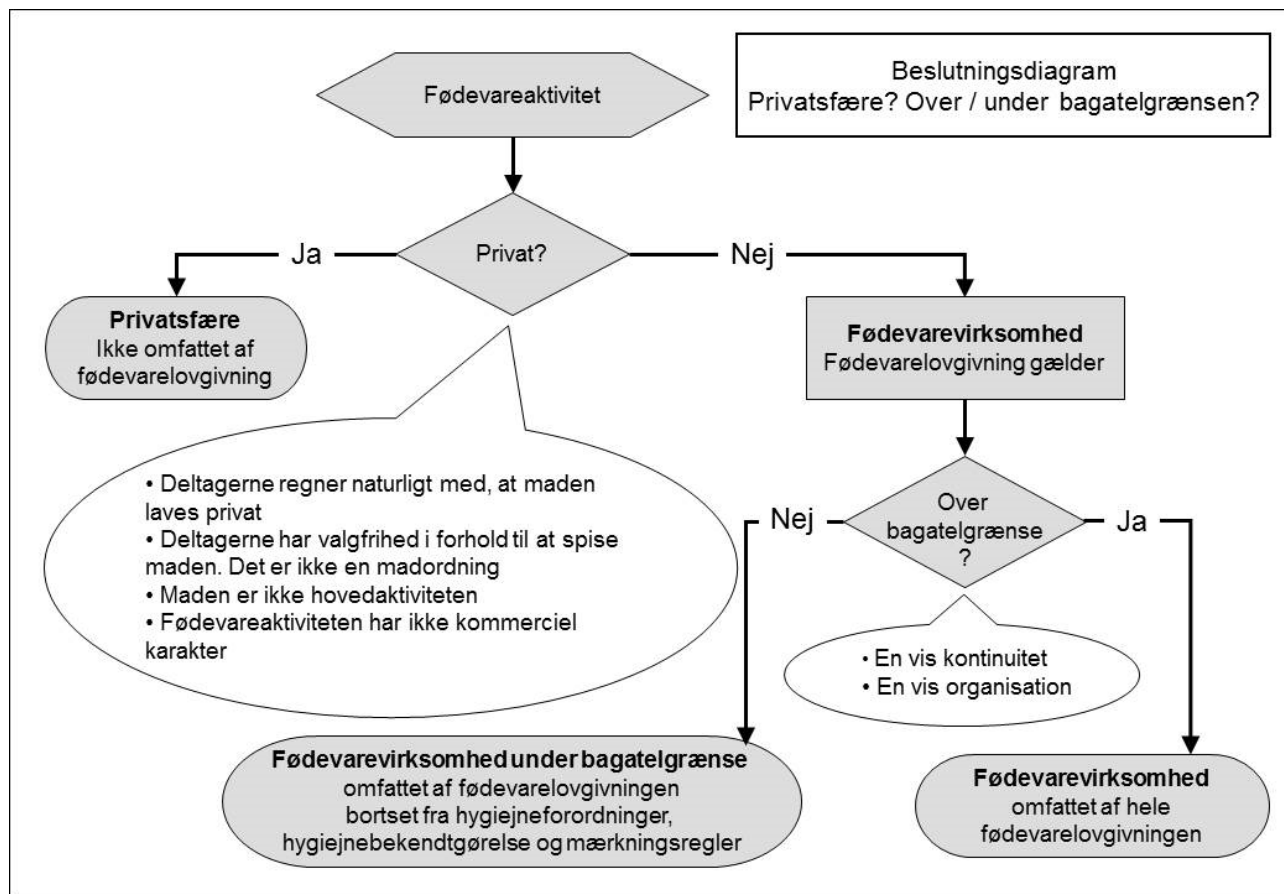 Beslutningsdiagram
Privatsfære? Over / under bagatelgrænsen?
Fødevareaktivitet
Privat?
Ja
Nej
Privatsfære
Ikke omfattet af
fødevarelovgivning
Fødevarevirksomhed
Fødevarelovgivning gælder
• Deltagerne regner naturligt med, at maden
laves privat
• Deltagerne har valgfrihed i forhold til at spise
maden. Det er ikke en madordning
• Maden er ikke hovedaktiviteten
• Fødevareaktiviteten har ikke kommerciel
karakter
Over
bagatelgrænse
?
Nej
Ja
• En vis kontinuitet
• En vis organisation
Fødevarevirksomhed under bagatelgrænse
omfattet af fødevarelovgivningen
bortset fra hygiejneforordninger,
hygiejnebekendtgørelse og mærkningsregler
Fødevarevirksomhed
omfattet af hele
fødevarelovgivningen